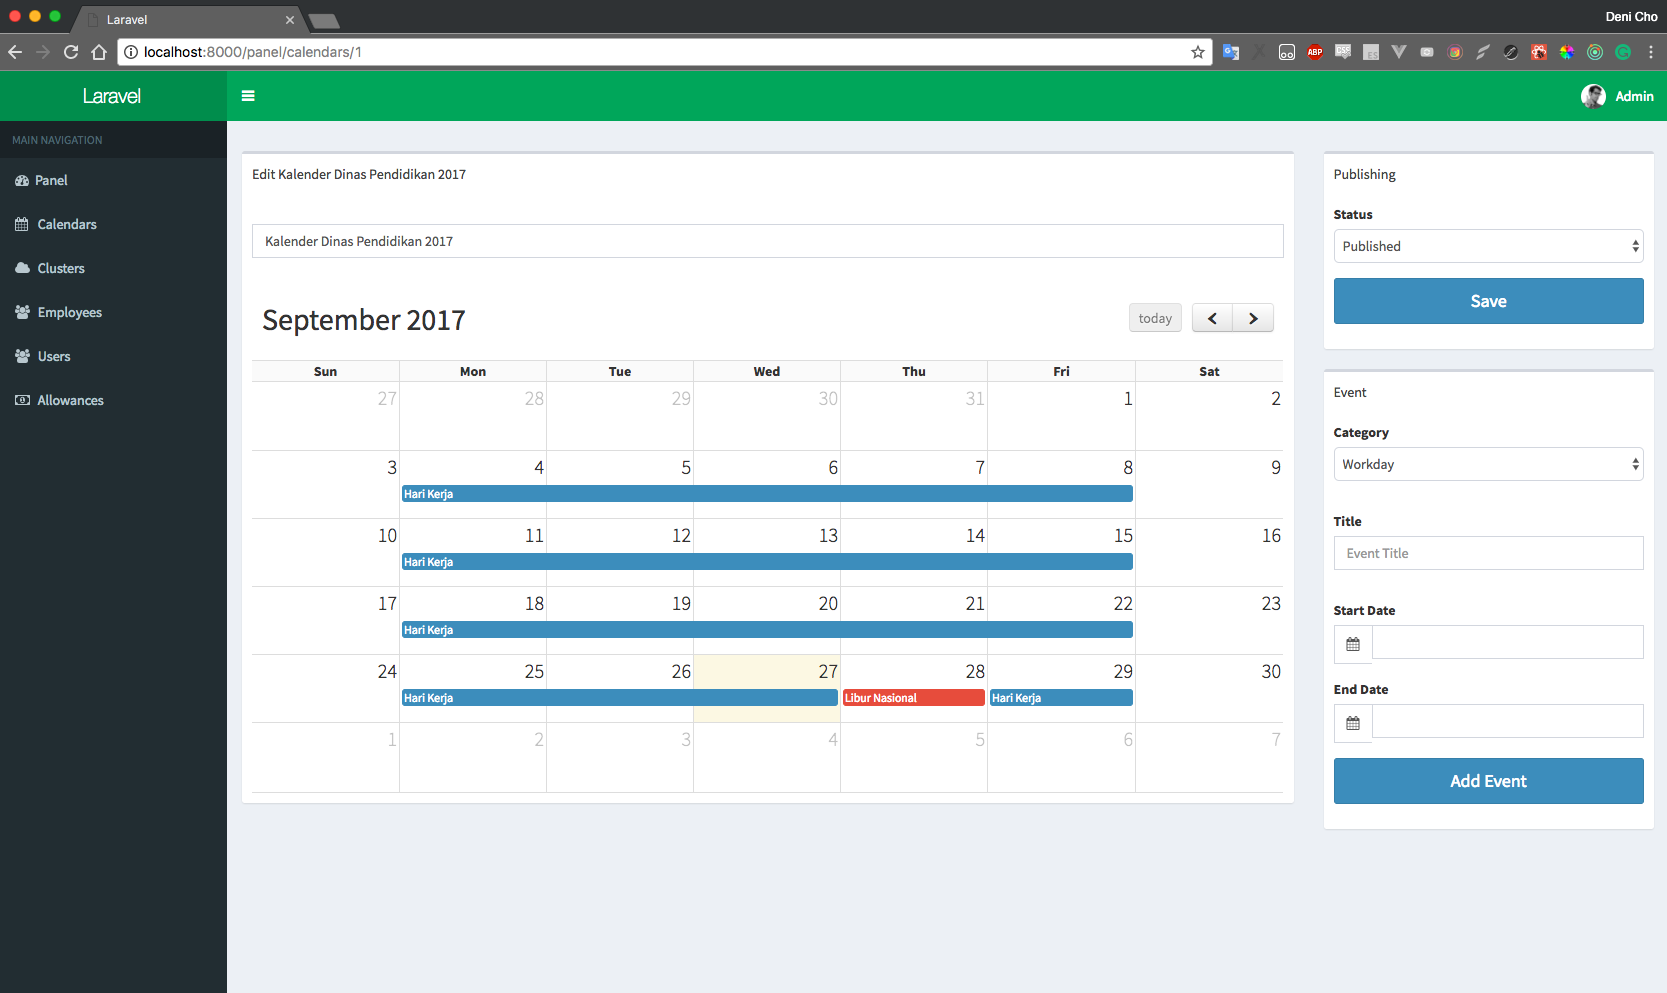 Laravel
Deni Cho
localhost:8000/panel/calendars/1
ABP
Laravel
Admin
MAIN NAVIGATION
Panel
Calendars
Clusters
Employees
Users
Allowances
Edit Kalender Dinas Pendidikan 2017
Kalender Dinas Pendidikan 2017
September 2017
today
Sun Mon Tue Wed Thu Fri Sat
27 28 29 30 31 1 2
3 4 5 6 7 8 9
Hari Kerja
10 11 12 13 14 15 16
Hari Kerja
17 18 19 20 21 22 23
Hari Kerja
24 25 26 27 28 29 30
Hari Kerja Libur Nasional Hari Kerja
1 2 3 4 5 6 7
Publishing
Status
Published
Save
Event
Category
Workday
Title
Event Title
Start Date
End Date
Add Event